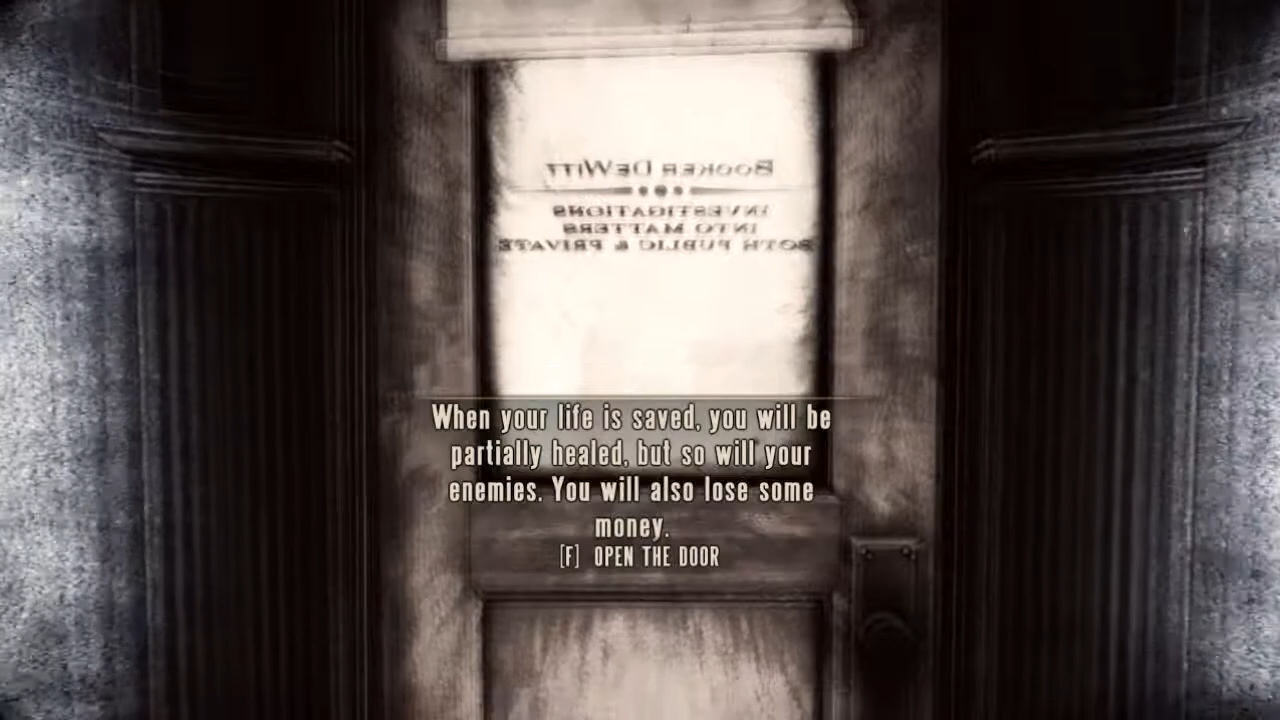 BOOKER DEWITT
INVESTIGATIONS
INTO MATTERS
BOTH PUBLIC & PRIVATE
When your life is saved, you will be
partially healed, but so will your
enemies. You will also lose some
money.
[F] OPEN THE DOOR